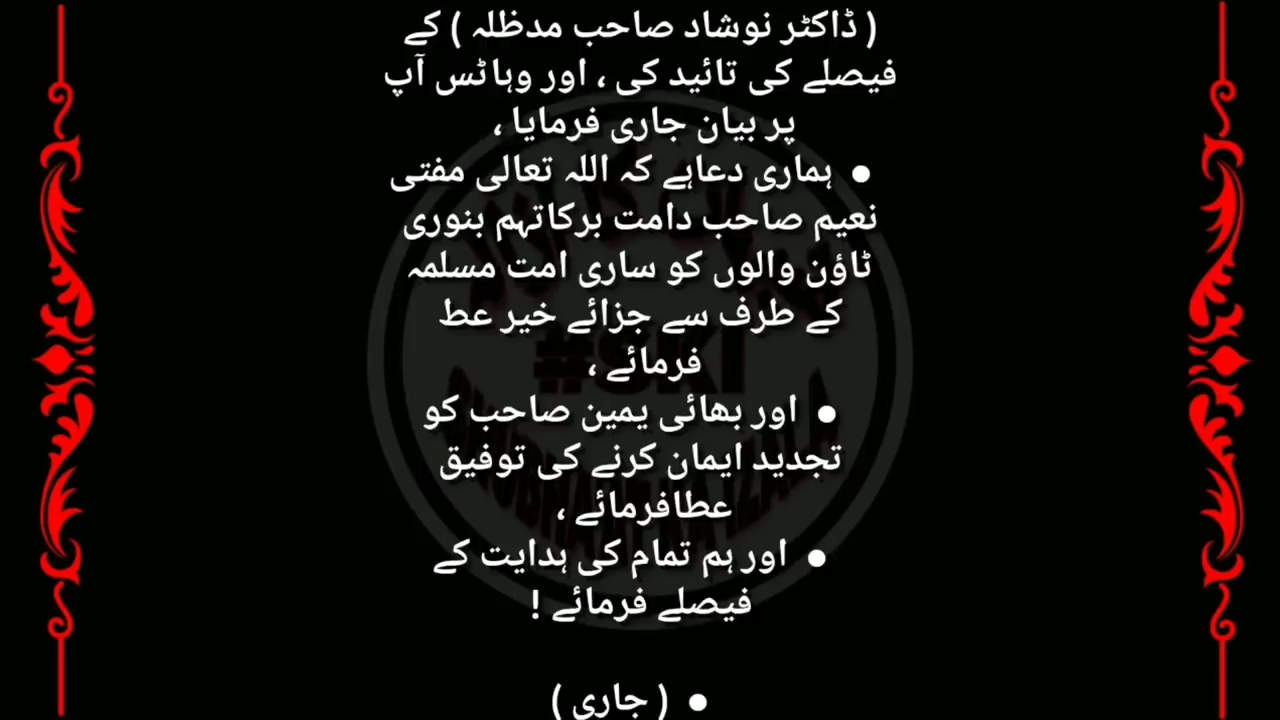 ( ڈاکٹر نوشاد صاحب مدظلہ ) کے
فیصلے کی تائید کی ، اور وہاٹس آپ
پر بیان جاری فرمایا ،
● ہماری دعاہے کہ اللہ تعالی مفتی
نعیم صاحب دامت برکاتہم بنوری
ٹاؤن والوں کو ساری امت مسلمہ
کے طرف سے جزائے خیر عط
فرمائے ،
● اور بھائی یمین صاحب کو
تجدید ایمان کرنے کی توفیق
عطافرمائے ،
● اور ہم تمام کی ہدایت کے
فیصلے فرمائے !
● ( جاری )
#SKI